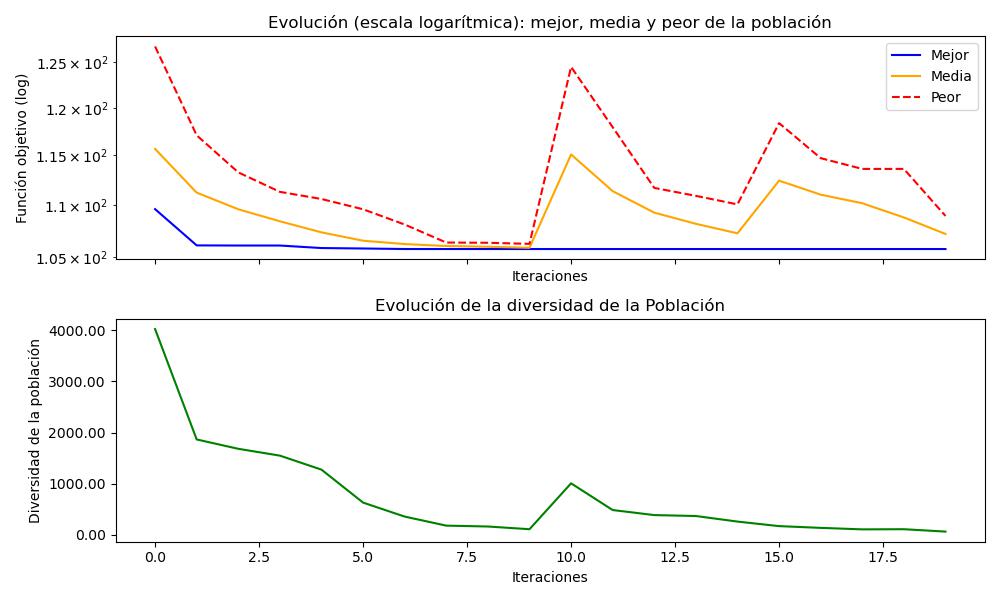 Evolución (escala logarítmica): mejor, media y peor de la población
Función objetivo (log)
1.25 × 10²
1.2 × 10²
1.15 × 10²
1.1 × 10²
1.05 × 10²
Mejor
Media
Peor
Iteraciones
Evolución de la diversidad de la Población
Diversidad de la población
4000.00
3000.00
2000.00
1000.00
0.00
0.0 2.5 5.0 7.5 10.0 12.5 15.0 17.5
Iteraciones